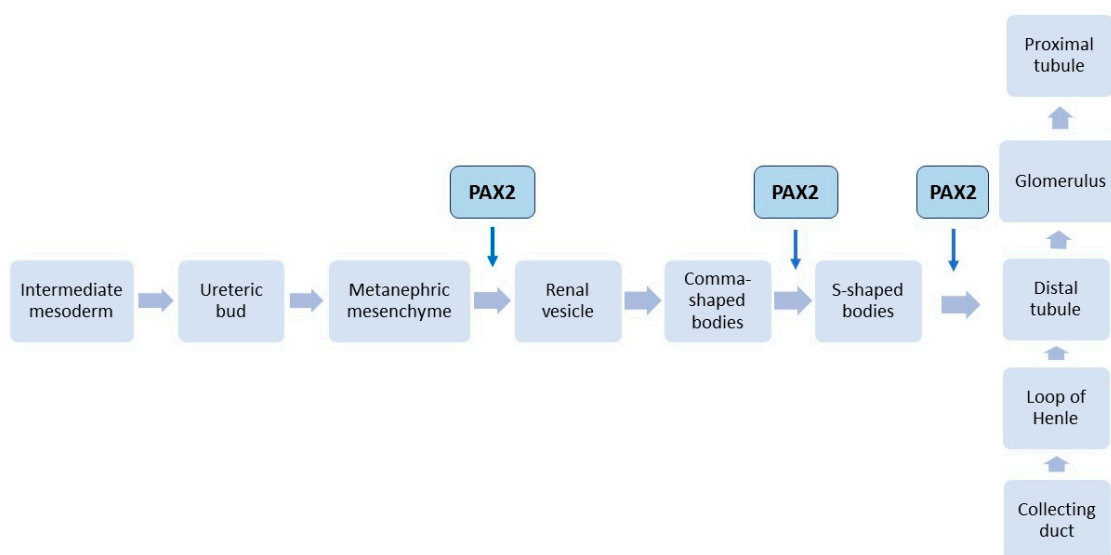 Proximal
tubule
Glomerulus
PAX2
PAX2
PAX2
Intermediate
mesoderm
Ureteric
bud
Metanephric
mesenchyme
Renal
vesicle
Comma-
shaped
bodies
S-shaped
bodies
Distal
tubule
Loop of
Henle
Collecting
duct